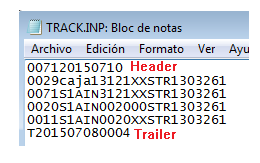 TRACK.INP: Bloc de notas
Archivo Edición Formato Ver Ayu
007120150710 Header
0029caja13121XXSTR1303261
0071S1AIN3121XXSTR1303261
0020S1AIN002000STR1303261
0011S1AIN0020XXSTR1303261
T201507080004 Trailer